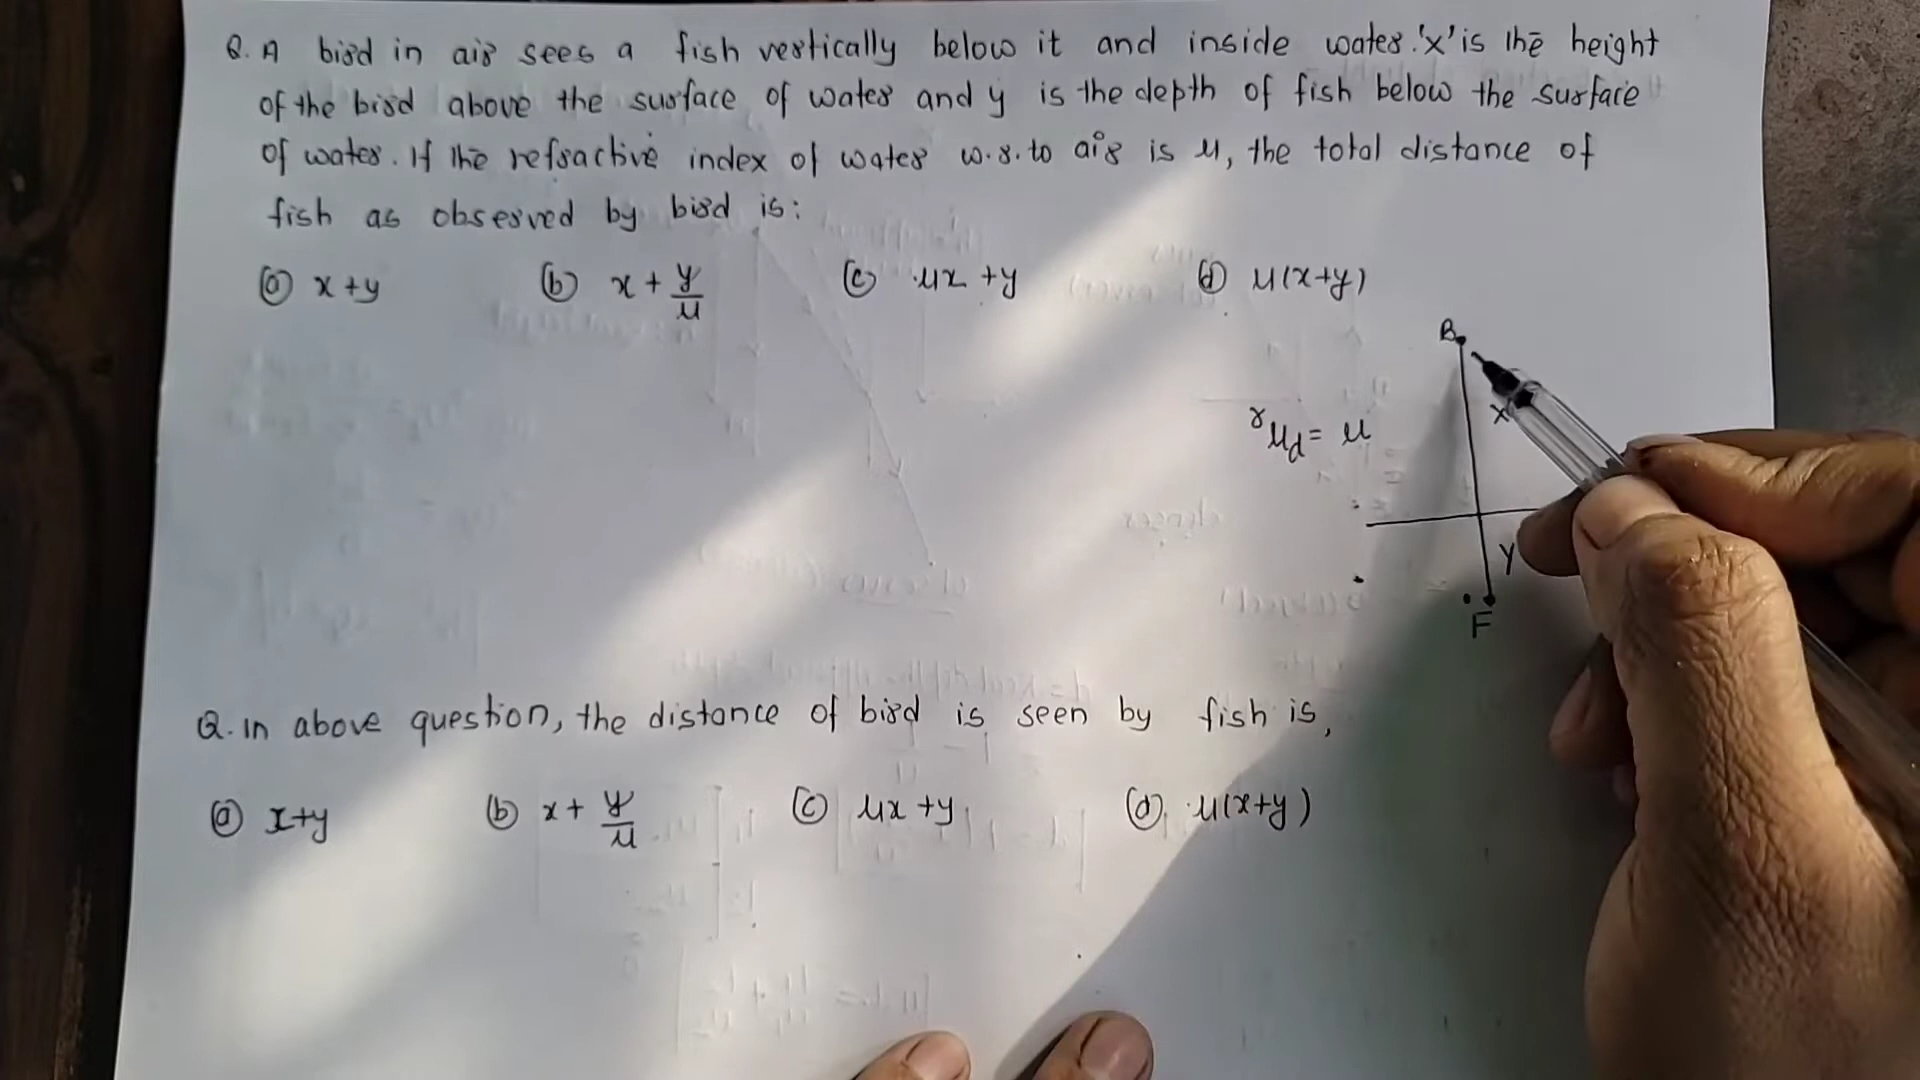 Q. A bird in air sees a fish vertically below it and inside water. 'x' is the height
of the bird above the surface of water and y is the depth of fish below the surface
of water. If the refractive index of water w.r.to air is μ, the total distance of
fish as observed by bird is:
ⓐ x+y ⓑ x + y/μ ⓒ μx +y ⓓ μ(x+y)
B
x
μ
y
F
Q. In above question, the distance of bird is seen by fish is,
ⓐ x+y ⓑ x + y/μ ⓒ μx +y ⓓ μ(x+y)